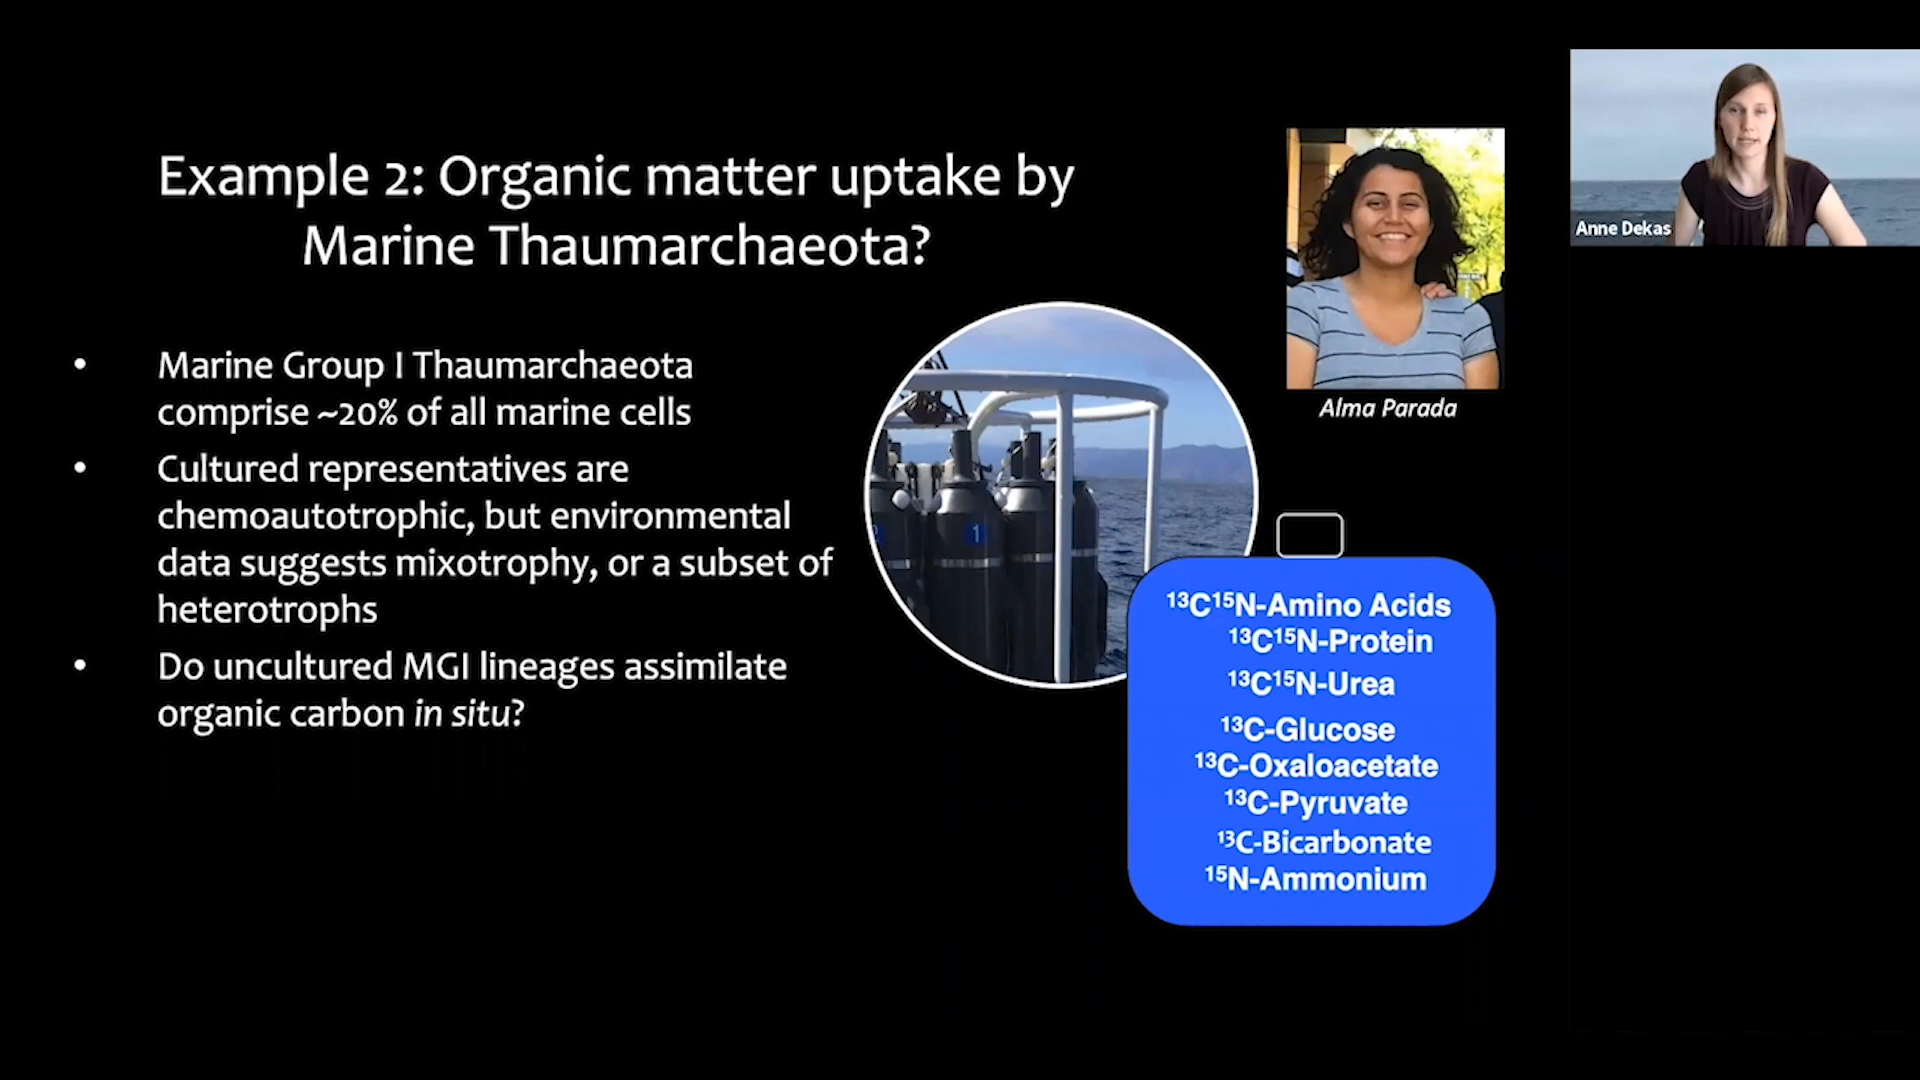 Example 2: Organic matter uptake by
Marine Thaumarchaeota?
• Marine Group I Thaumarchaeota
comprise ~20% of all marine cells
• Cultured representatives are
chemoautotrophic, but environmental
data suggests mixotrophy, or a subset of
heterotrophs
• Do uncultured MGI lineages assimilate
organic carbon in situ?
1
Alma Parada
Anne Dekas
¹³C¹⁵N-Amino Acids
¹³C¹⁵N-Protein
¹³C¹⁵N-Urea
¹³C-Glucose
¹³C-Oxaloacetate
¹³C-Pyruvate
¹³C-Bicarbonate
¹⁵N-Ammonium